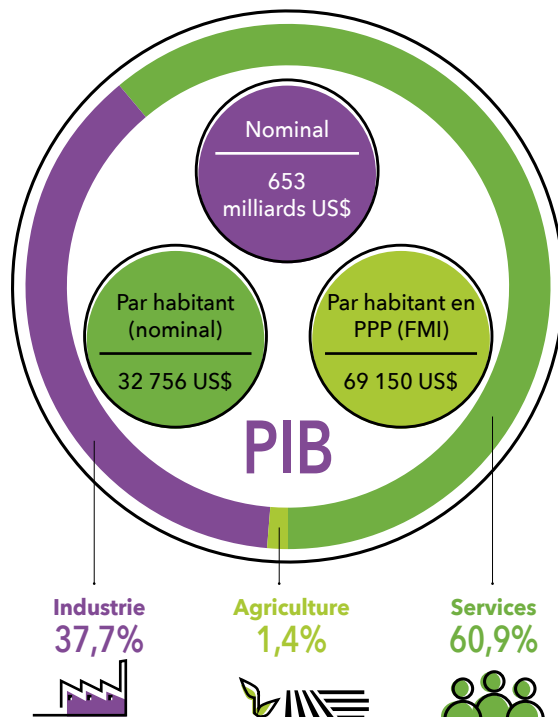 Nominal
653
milliards US$
Par habitant
(nominal)
32 756 US$
Par habitant en
PPP (FMI)
69 150 US$
PIB
Industrie
37,7%
Agriculture
1,4%
Services
60,9%